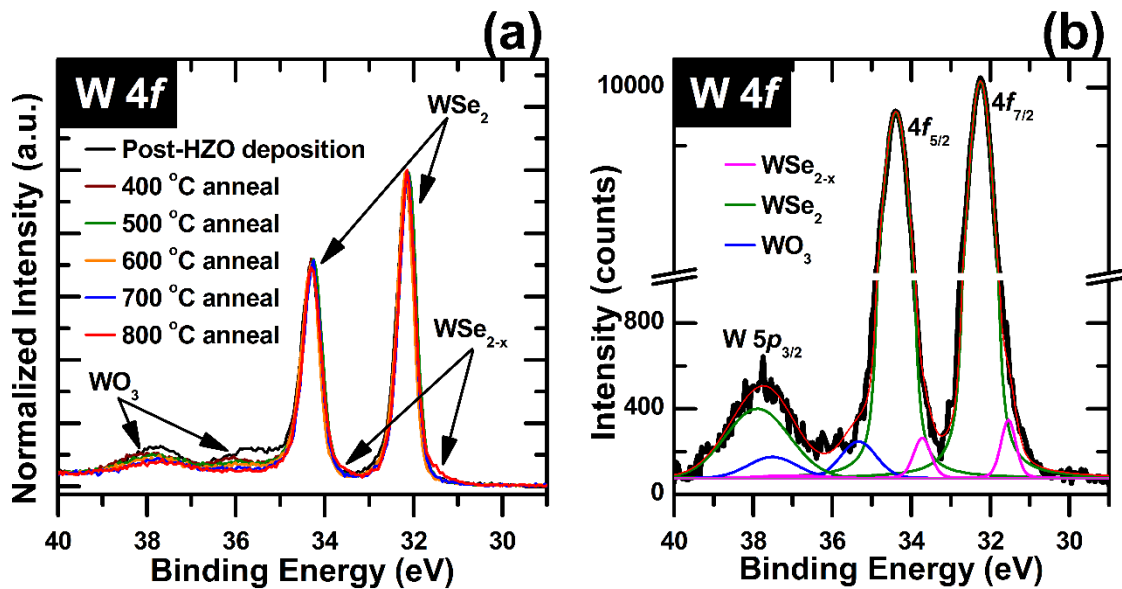 (a)
W 4f
WSe2
Post-HZO deposition
400 °C anneal
500 °C anneal
600 °C anneal
700 °C anneal
800 °C anneal
WSe2-x
WO3
Normalized Intensity (a.u.)
40 38 36 34 32 30
Binding Energy (eV)
(b)
W 4f
10000
4f7/2
4f5/2
WSe2-x
WSe2
WO3
800
W 5p3/2
400
0
Intensity (counts)
40 38 36 34 32 30
Binding Energy (eV)